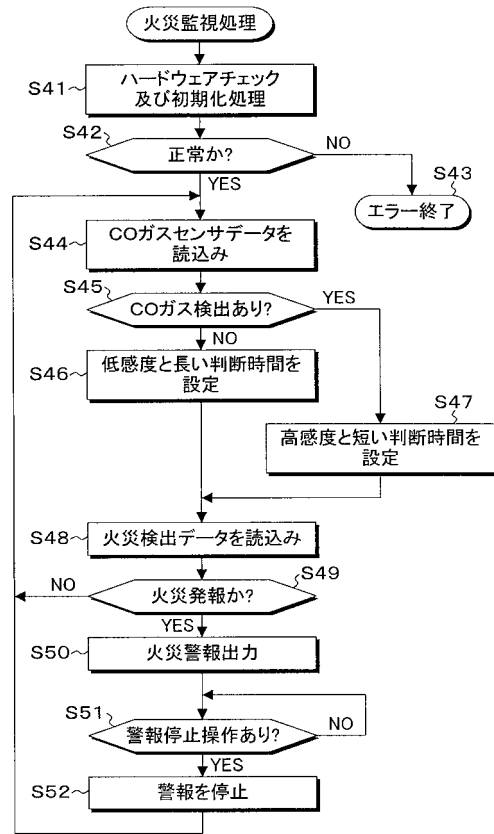 火災監視処理
S41
ハードウェアチェック
及び初期化処理
S42
正常か?
NO
YES
S43
エラー終了
S44
COガスセンサデータを
読込み
S45
COガス検出あり?
YES
NO
S46
低感度と長い判断時間を
設定
S47
高感度と短い判断時間を
設定
S48
火災検出データを読込み
S49
火災発報か?
NO
YES
S50
火災警報出力
S51
警報停止操作あり?
NO
YES
S52
警報を停止